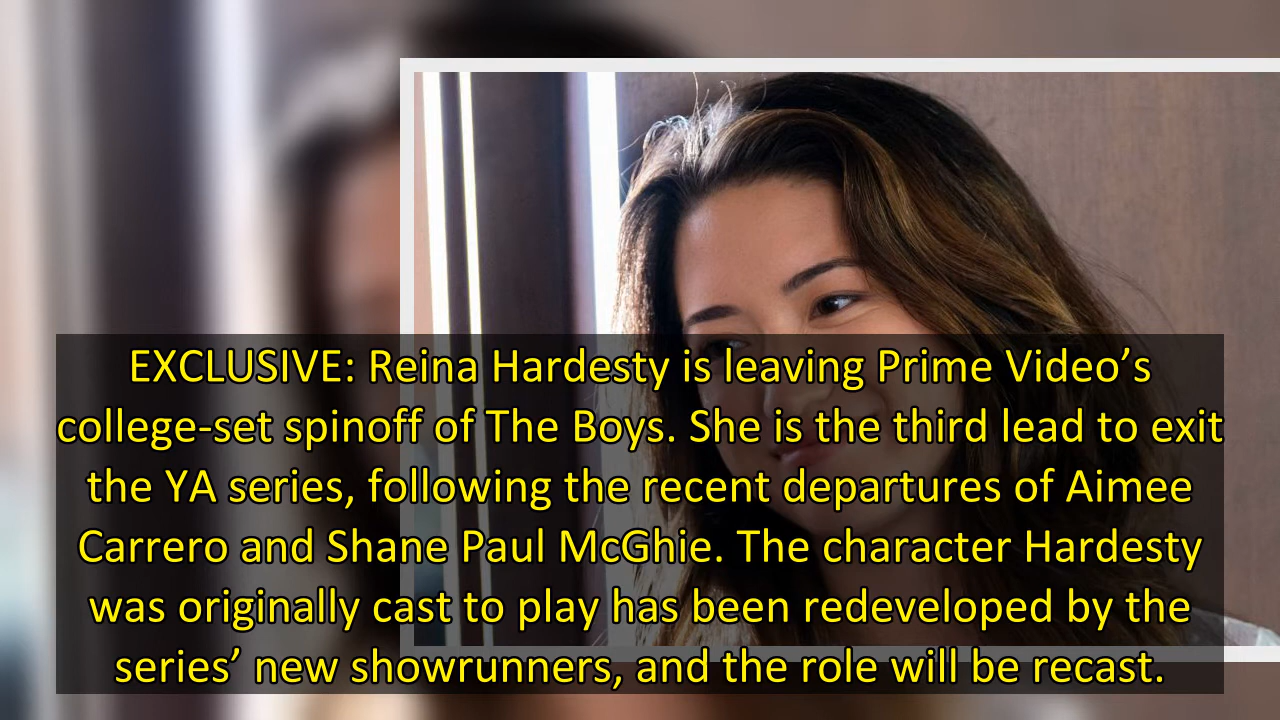 EXCLUSIVE: Reina Hardesty is leaving Prime Video’s
college-set spinoff of The Boys. She is the third lead to exit
the YA series, following the recent departures of Aimee
Carrero and Shane Paul McGhie. The character Hardesty
was originally cast to play has been redeveloped by the
series’ new showrunners, and the role will be recast.